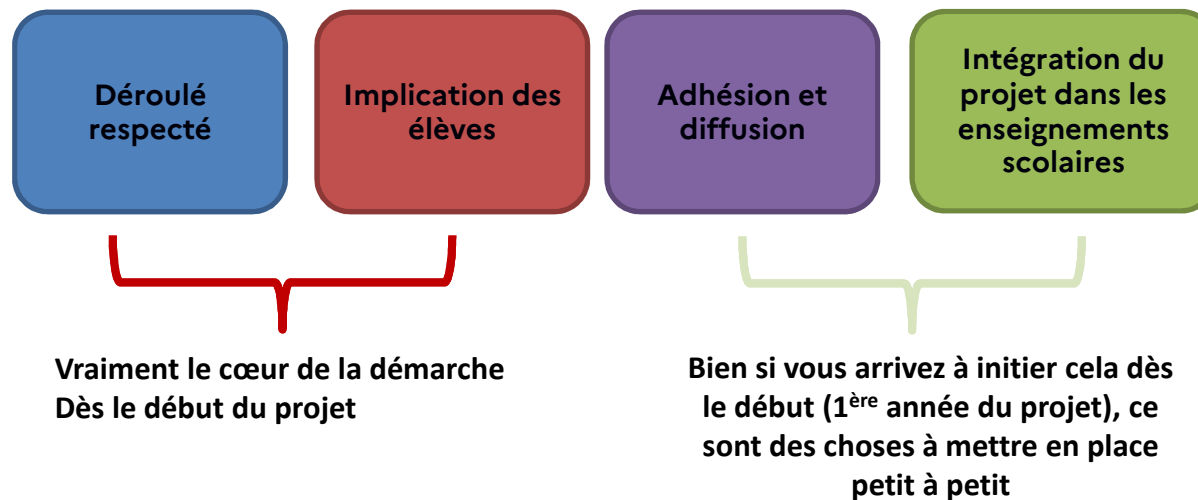 Déroulé
respecté
Implication des
élèves
Adhésion et
diffusion
Intégration du
projet dans les
enseignements
scolaires
Vraiment le cœur de la démarche
Dès le début du projet
Bien si vous arrivez à initier cela dès
le début (1ère année du projet), ce
sont des choses à mettre en place
petit à petit